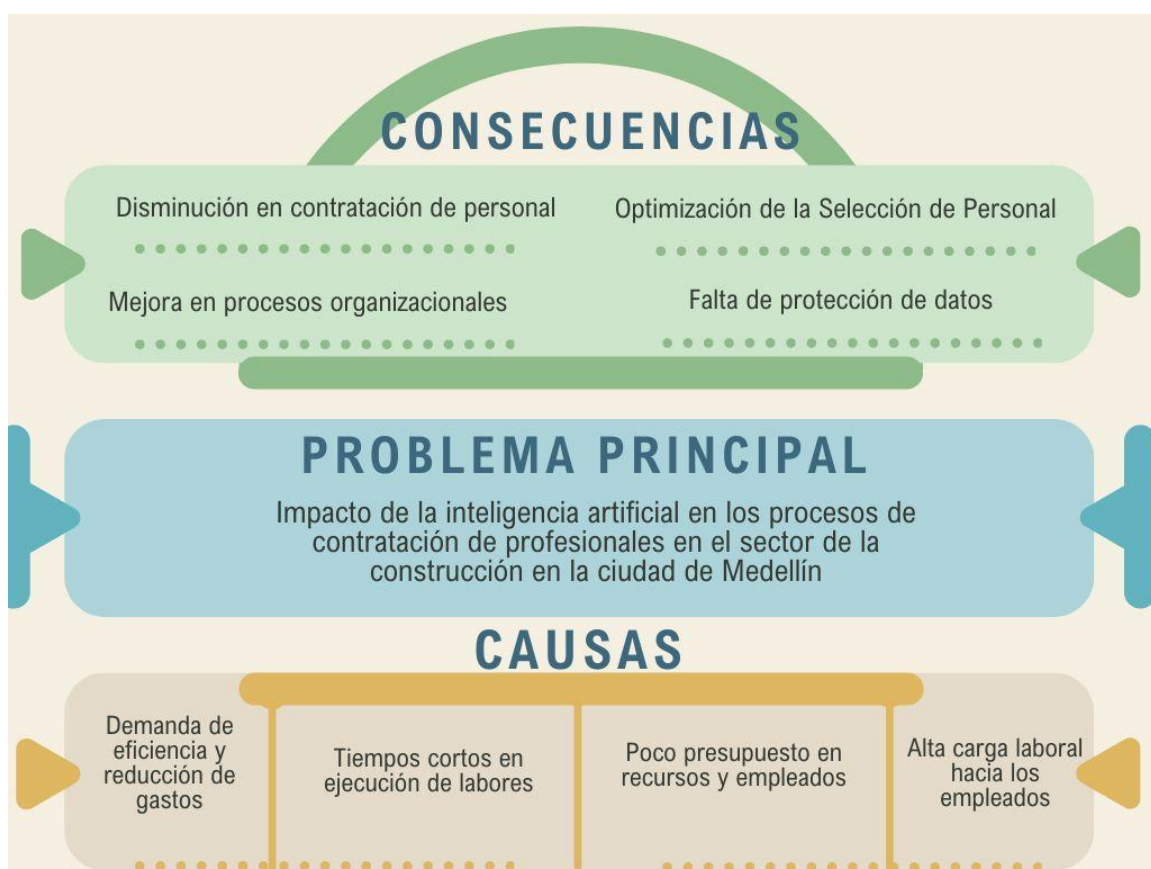 CONSECUENCIAS
Disminución en contratación de personal
Optimización de la Selección de Personal
Mejora en procesos organizacionales
Falta de protección de datos
PROBLEMA PRINCIPAL
Impacto de la inteligencia artificial en los procesos de
contratación de profesionales en el sector de la
construcción en la ciudad de Medellín
CAUSAS
Demanda de
eficiencia y
reducción de
gastos
Tiempos cortos en
ejecución de labores
Poco presupuesto en
recursos y empleados
Alta carga laboral
hacia los
empleados